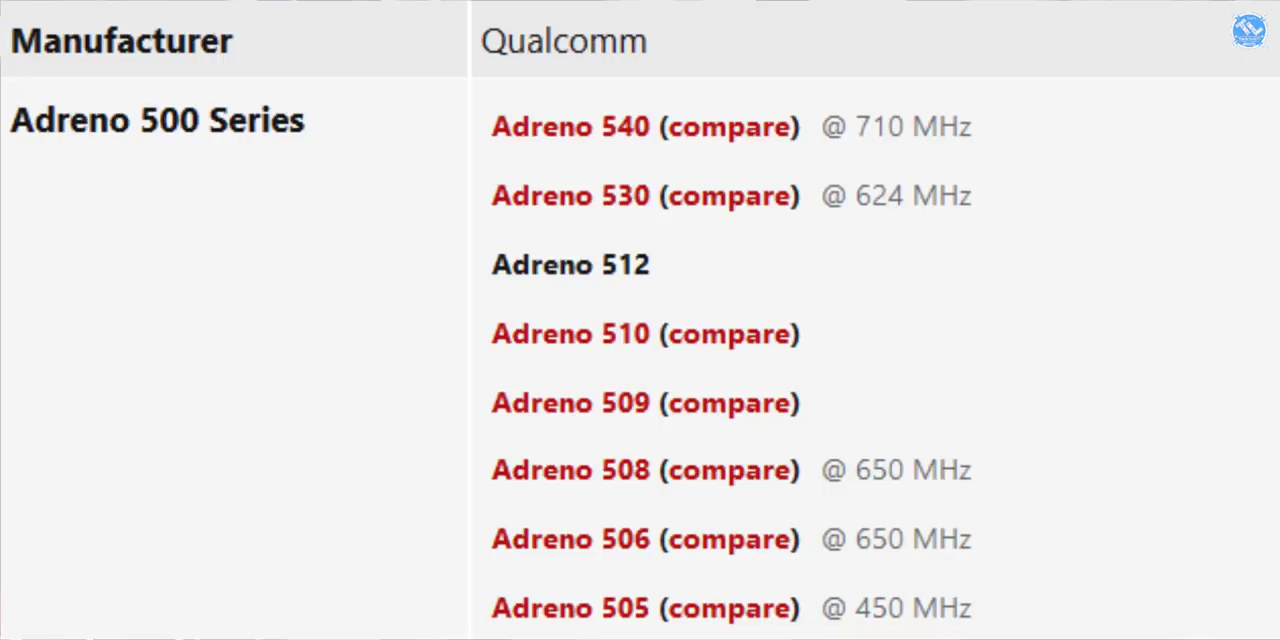 Manufacturer Qualcomm
Adreno 500 Series
Adreno 540 (compare) @ 710 MHz
Adreno 530 (compare) @ 624 MHz
Adreno 512
Adreno 510 (compare)
Adreno 509 (compare)
Adreno 508 (compare) @ 650 MHz
Adreno 506 (compare) @ 650 MHz
Adreno 505 (compare) @ 450 MHz